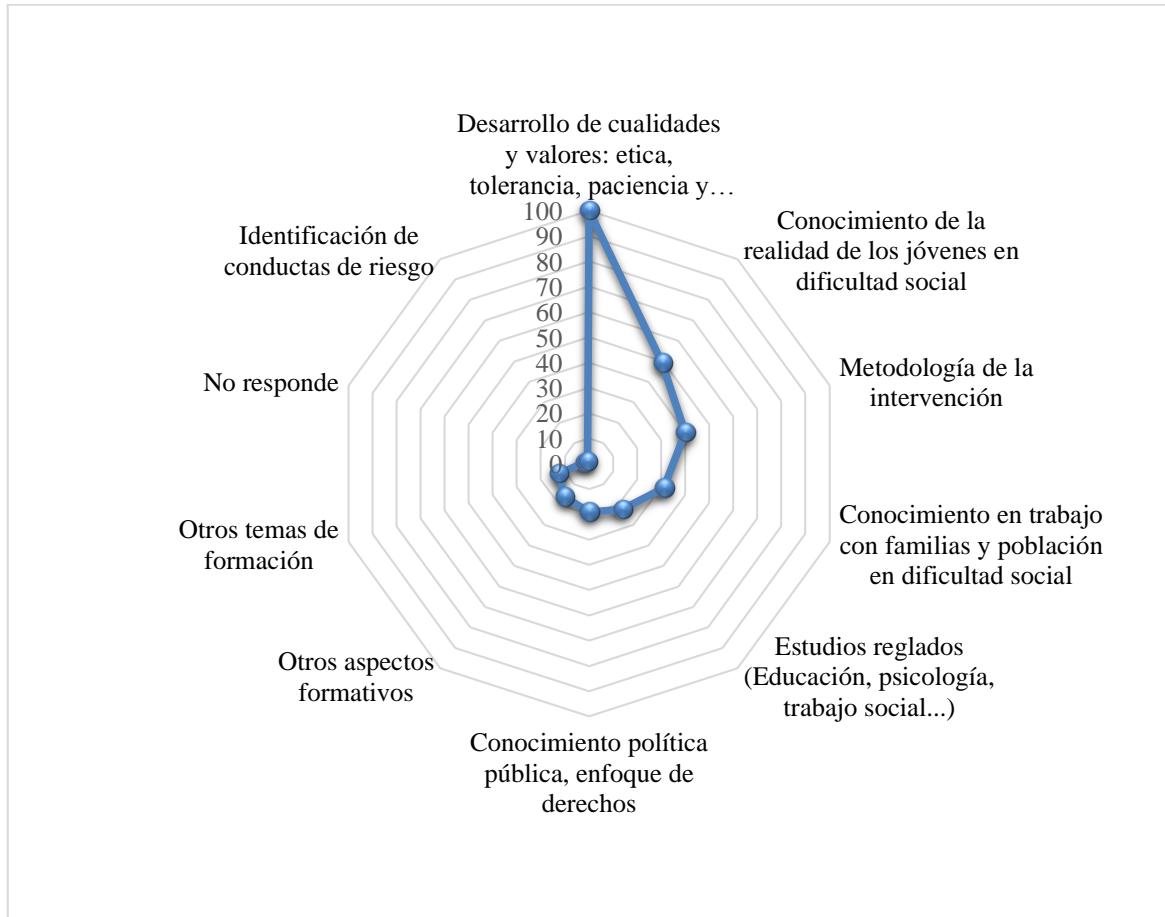 Desarrollo de cualidades
y valores: etica,
tolerancia, paciencia y…
100
90
80
70
60
50
40
30
20
10
0
Conocimiento de la
realidad de los jóvenes en
dificultad social
Metodología de la
intervención
Conocimiento en trabajo
con familias y población
en dificultad social
Estudios reglados
(Educación, psicología,
trabajo social...)
Conocimiento política
pública, enfoque de
derechos
Otros aspectos
formativos
Otros temas de
formación
No responde
Identificación de
conductas de riesgo